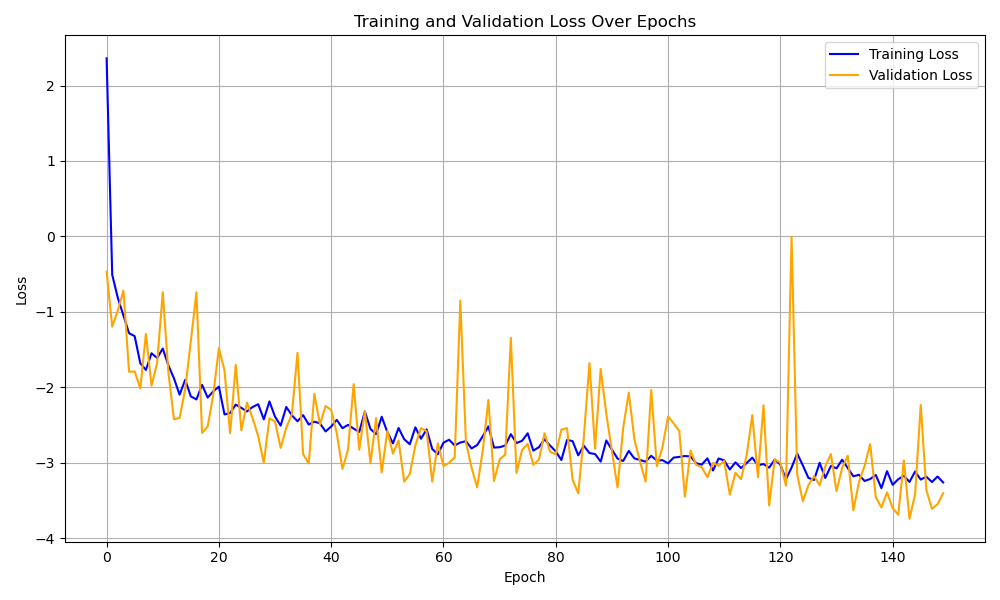 Training and Validation Loss Over Epochs
Training Loss
Validation Loss
2
1
0
−1
−2
−3
−4
Loss
0 20 40 60 80 100 120 140
Epoch